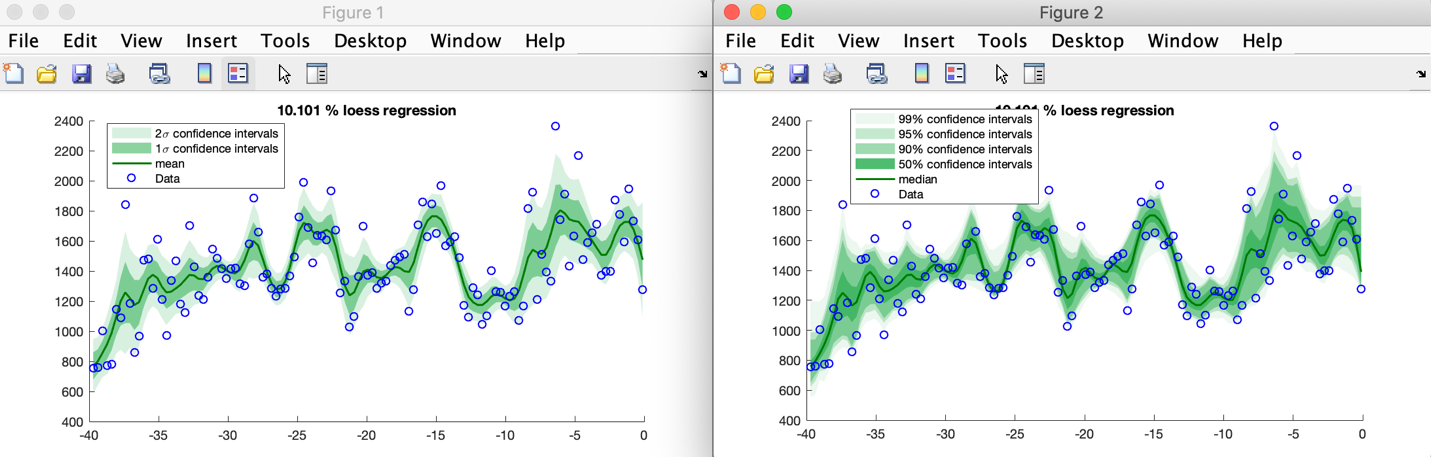 Figure 1
File Edit View Insert Tools Desktop Window Help
10.101 % loess regression
2σ confidence intervals
1σ confidence intervals
mean
Data
2400
2200
2000
1800
1600
1400
1200
1000
800
600
400
-40 -35 -30 -25 -20 -15 -10 -5 0
Figure 2
File Edit View Insert Tools Desktop Window Help
10.101 % loess regression
99% confidence intervals
95% confidence intervals
90% confidence intervals
50% confidence intervals
median
Data
2400
2200
2000
1800
1600
1400
1200
1000
800
600
400
-40 -35 -30 -25 -20 -15 -10 -5 0